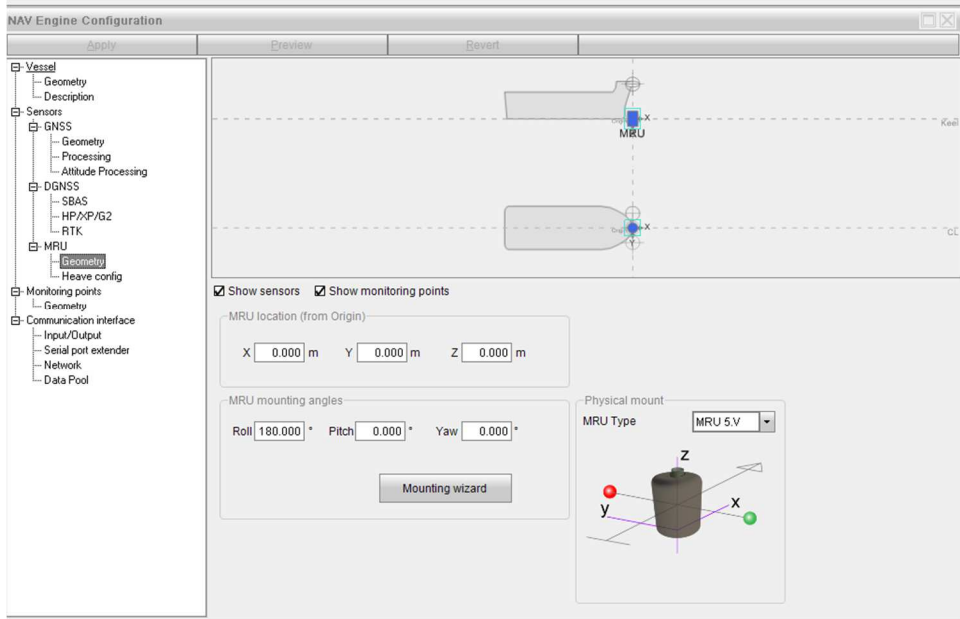 NAV Engine Configuration
Apply Preview Revert
Vessel
Geometry
Description
Sensors
GNSS
Geometry
Processing
Attitude Processing
DGNSS
SBAS
HP/XP/G2
RTK
MRU
Geometry
Heave config
Monitoring points
Geometry
Communication interface
Input/Output
Serial port extender
Network
Data Pool
X
Keel
MRU
X
CL
Y
Show sensors Show monitoring points
MRU location (from Origin)
X 0.000 m Y 0.000 m Z 0.000 m
MRU mounting angles
Roll 180.000 ° Pitch 0.000 ° Yaw 0.000 °
Mounting wizard
Physical mount
MRU Type MRU 5.V
z
y
x